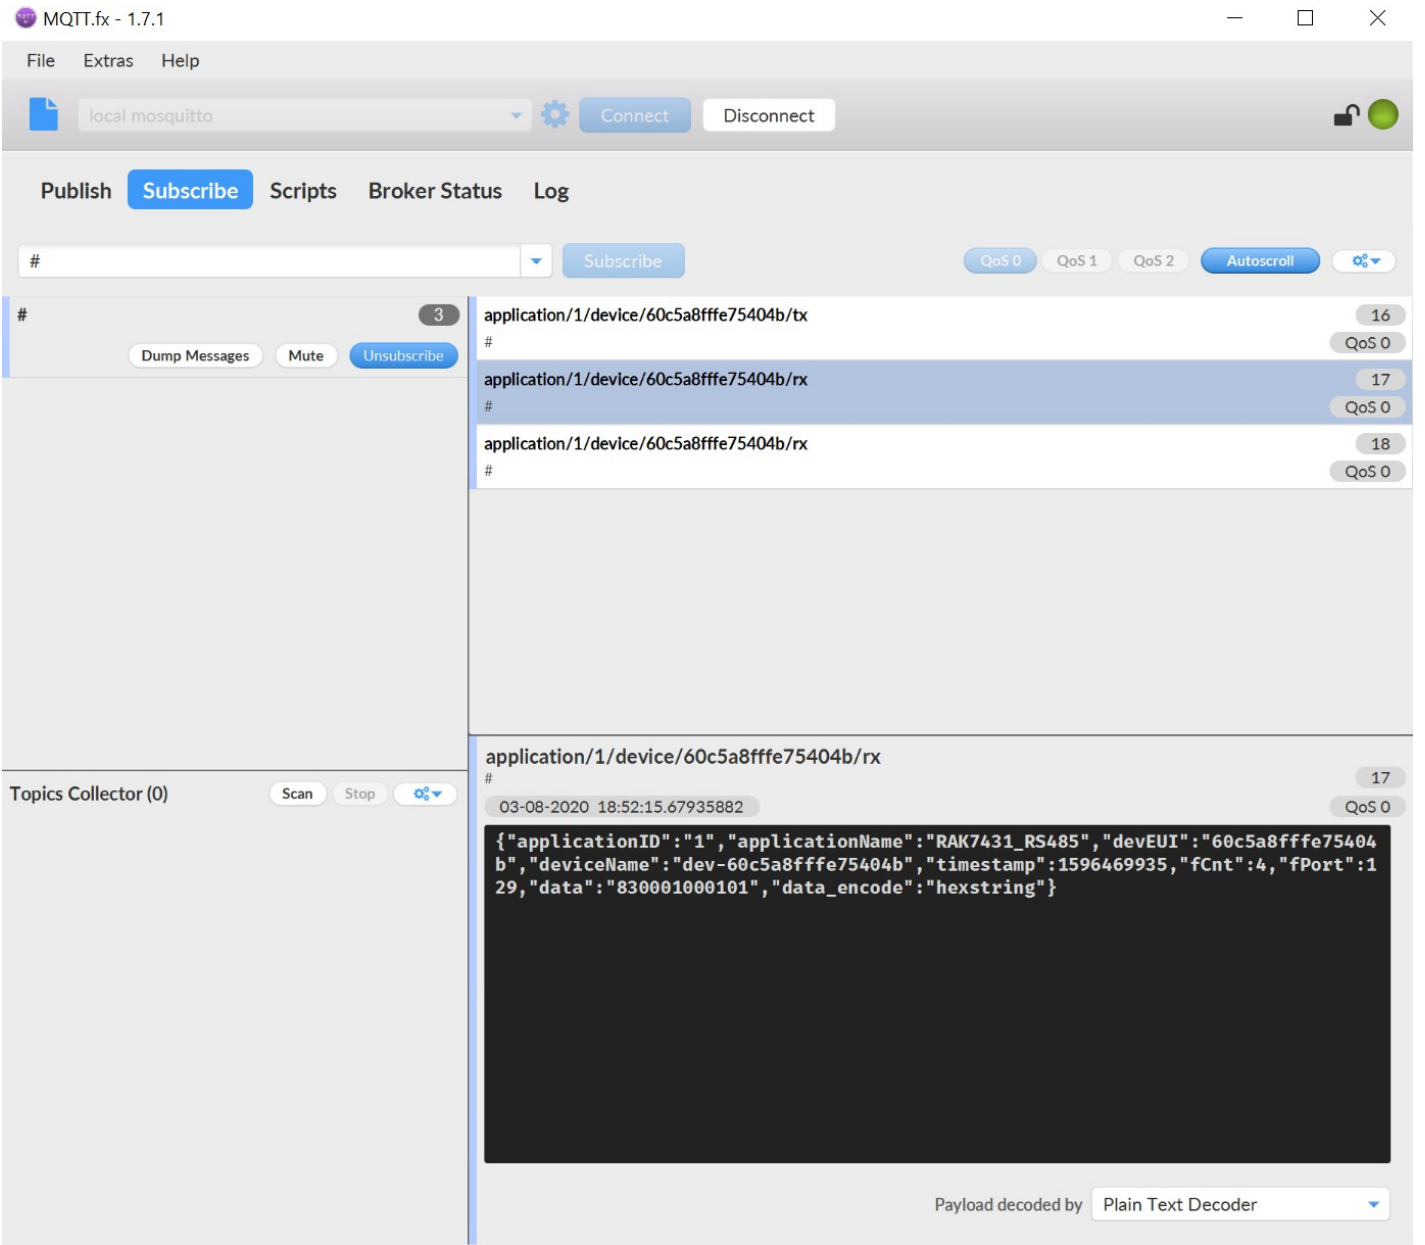 MQTT.fx - 1.7.1
File Extras Help
local mosquitto Connect Disconnect
Publish Subscribe Scripts Broker Status Log
# Subscribe QoS 0 QoS 1 QoS 2 Autoscroll
# 3
Dump Messages Mute Unsubscribe
application/1/device/60c5a8fffe75404b/tx 16
# QoS 0
application/1/device/60c5a8fffe75404b/rx 17
# QoS 0
application/1/device/60c5a8fffe75404b/rx 18
# QoS 0
Topics Collector (0) Scan Stop
application/1/device/60c5a8fffe75404b/rx
# 17
03-08-2020 18:52:15.67935882 QoS 0
{"applicationID":"1","applicationName":"RAK7431_RS485","devEUI":"60c5a8fffe75404
b","deviceName":"dev-60c5a8fffe75404b","timestamp":1596469935,"fCnt":4,"fPort":1
29,"data":"830001000101","data_encode":"hexstring"}
Payload decoded by Plain Text Decoder